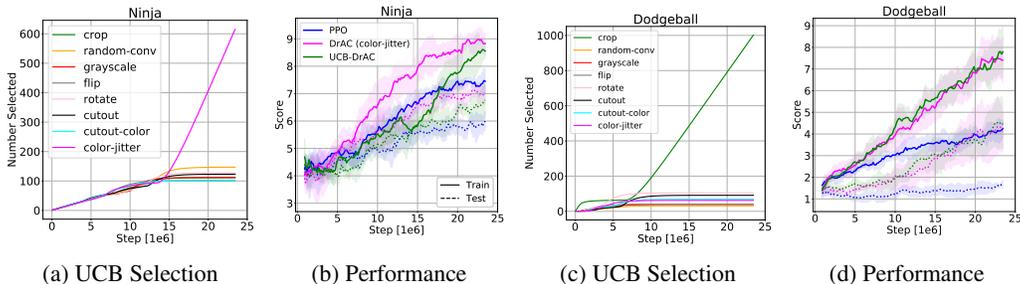 Ninja
600
500
400
300
200
100
0
Number Selected
crop
random-conv
grayscale
flip
rotate
cutout
cutout-color
color-jitter
0 5 10 15 20 25
Step [1e6]
(a) UCB Selection
Ninja
9
8
7
6
5
4
3
Score
PPO
DrAC (color-jitter)
UCB-DrAC
Train
Test
0 5 10 15 20 25
Step [1e6]
(b) Performance
Dodgeball
1000
800
600
400
200
0
Number Selected
crop
random-conv
grayscale
flip
rotate
cutout
cutout-color
color-jitter
0 5 10 15 20 25
Step [1e6]
(c) UCB Selection
Dodgeball
9
8
7
6
5
4
3
2
1
Score
0 5 10 15 20 25
Step [1e6]
(d) Performance